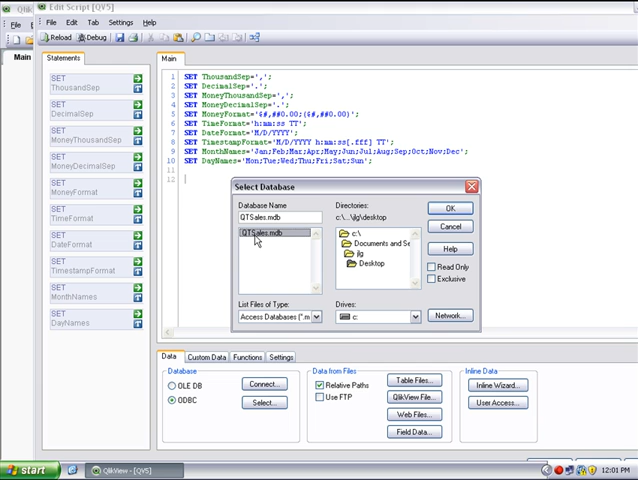 Qlik
Edit Script [QV5]
File
File Edit Tab Settings Help
Reload Debug
Main
Statements
Main
SET
ThousandSep
SET
DecimalSep
SET
MoneyThousandSep
SET
MoneyDecimalSep
SET
MoneyFormat
SET
TimeFormat
SET
DateFormat
SET
TimestampFormat
SET
MonthNames
SET
DayNames
1 SET ThousandSep=',';
2 SET DecimalSep='.';
3 SET MoneyThousandSep=',';
4 SET MoneyDecimalSep='.';
5 SET MoneyFormat='$#,##0.00;($#,##0.00)';
6 SET TimeFormat='h:mm:ss TT';
7 SET DateFormat='M/D/YYYY';
8 SET TimestampFormat='M/D/YYYY h:mm:ss[.fff] TT';
9 SET MonthNames='Jan;Feb;Mar;Apr;May;Jun;Jul;Aug;Sep;Oct;Nov;Dec';
10 SET DayNames='Mon;Tue;Wed;Thu;Fri;Sat;Sun';
11
12
Select Database
Database Name
QTSales.mdb
QTSales.mdb
Directories:
c:\...\jlg\desktop
c:\
Documents and Se
jlg
Desktop
OK
Cancel
Help
Read Only
Exclusive
List Files of Type:
Access Databases (*.m
Drives:
c:
Network...
Data Custom Data Functions Settings
Database
OLE DB Connect...
ODBC Select...
Data from Files
Relative Paths
Use FTP
Table Files...
QlikView File...
Web Files...
Field Data...
Inline Data
Inline Wizard...
User Access...
start
QlikView - [QV5]
12:01 PM